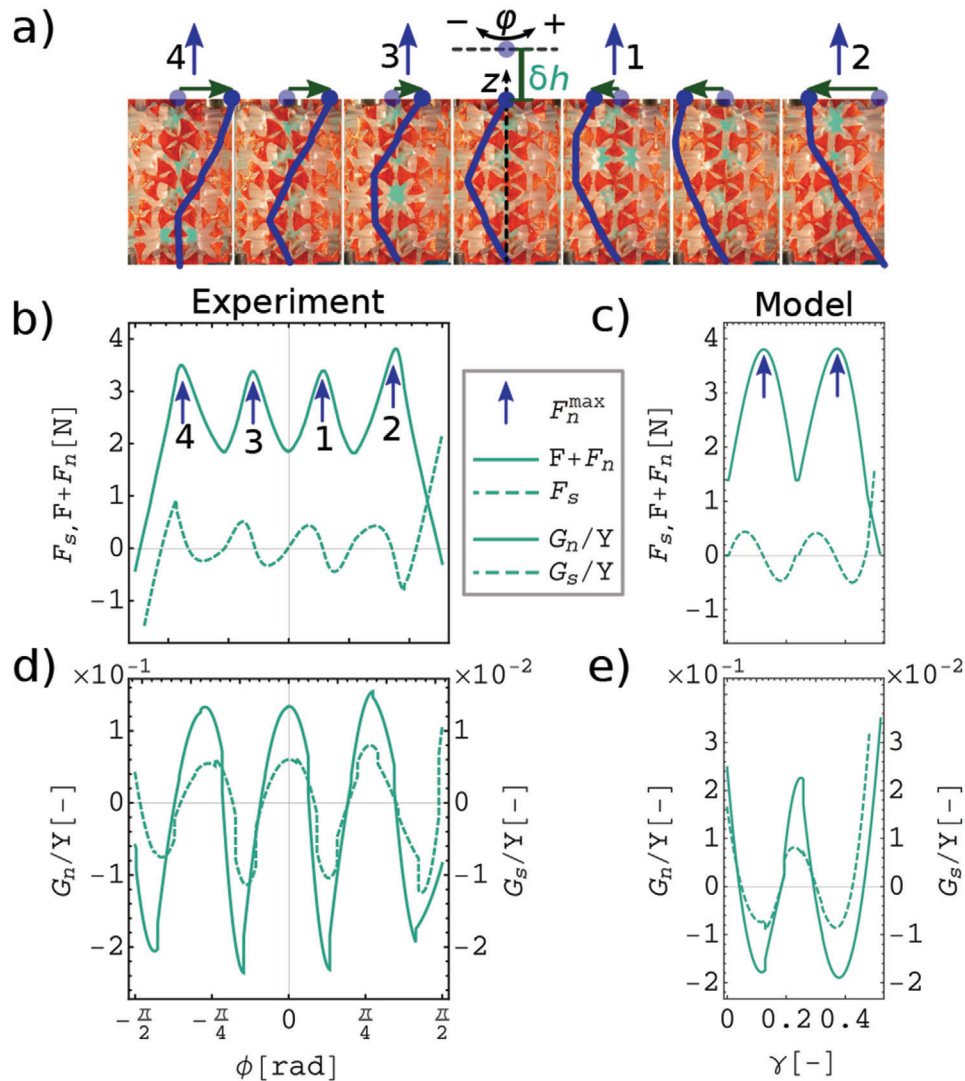 a)
− φ +
4
3
z
δh
1
2
Experiment
Model
b)
c)
F_s, F+F_n [N]
4
3
2
1
0
−1
4
3
1
2
F_n^max
F+F_n
F_s
G_n/Y
G_s/Y
F_s, F+F_n [N]
4
3
2
1
0
−1
d)
e)
×10⁻¹
×10⁻²
G_n/Y [-]
1
0
−1
−2
1
0
−1
−2
G_s/Y [-]
−π/2
−π/4
0
π/4
π/2
ϕ[rad]
×10⁻¹
×10⁻²
G_n/Y [-]
3
2
1
0
−1
−2
3
2
1
0
−1
−2
G_s/Y [-]
0
0.2
0.4
γ[-]